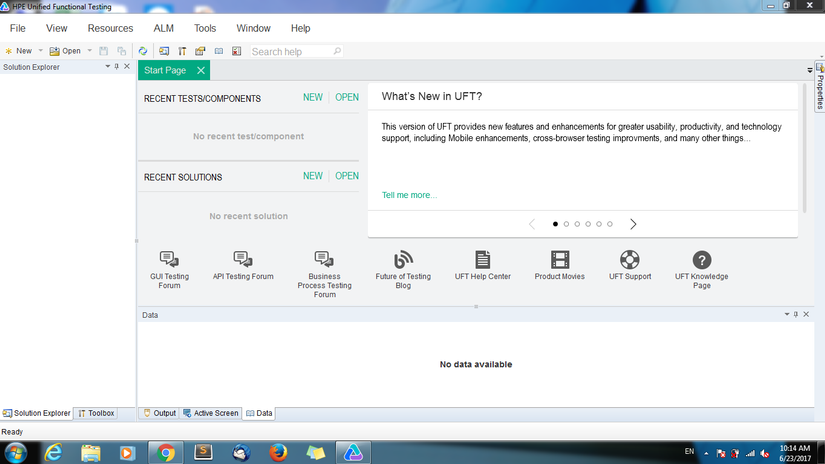 HPE Unified Functional Testing
File View Resources ALM Tools Window Help
New Open Search help
Solution Explorer
Start Page
Properties
RECENT TESTS/COMPONENTS NEW OPEN
No recent test/component
RECENT SOLUTIONS NEW OPEN
No recent solution
What's New in UFT?
This version of UFT provides new features and enhancements for greater usability, productivity, and technology
support, including Mobile enhancements, cross-browser testing improvments, and many other things...
Tell me more...
GUI Testing
Forum
API Testing Forum
Business
Process Testing
Forum
Future of Testing
Blog
UFT Help Center
Product Movies
UFT Support
UFT Knowledge
Page
Data
No data available
Solution Explorer Toolbox
Output Active Screen Data
Ready
EN
10:14 AM
6/23/2017